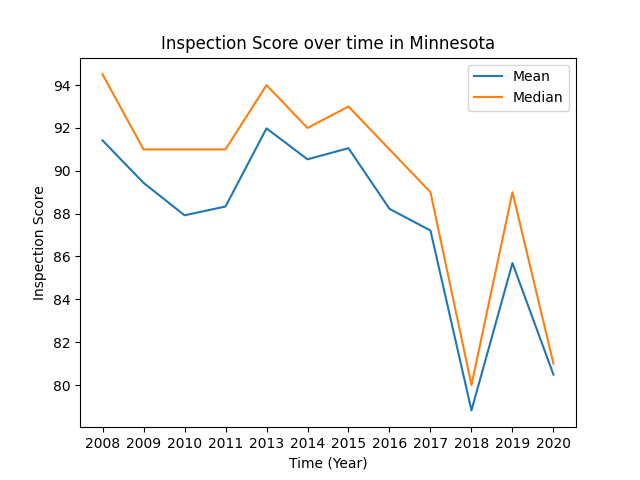 Inspection Score over time in Minnesota
Mean
Median
94
92
90
88
86
84
82
80
Inspection Score
2008 2009 2010 2011 2013 2014 2015 2016 2017 2018 2019 2020
Time (Year)